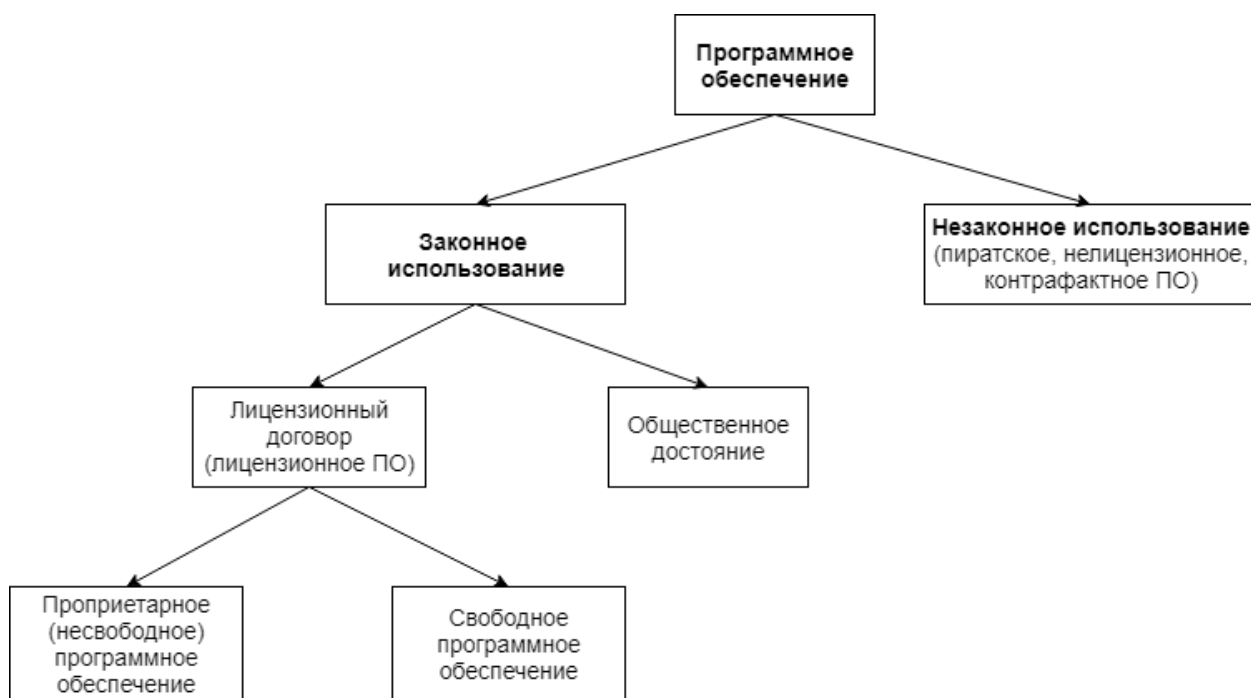 Программное
обеспечение
Законное
использование
Незаконное использование
(пиратское, нелицензионное,
контрафактное ПО)
Лицензионный
договор
(лицензионное ПО)
Общественное
достояние
Проприетарное
(несвободное)
программное
обеспечение
Свободное
программное
обеспечение